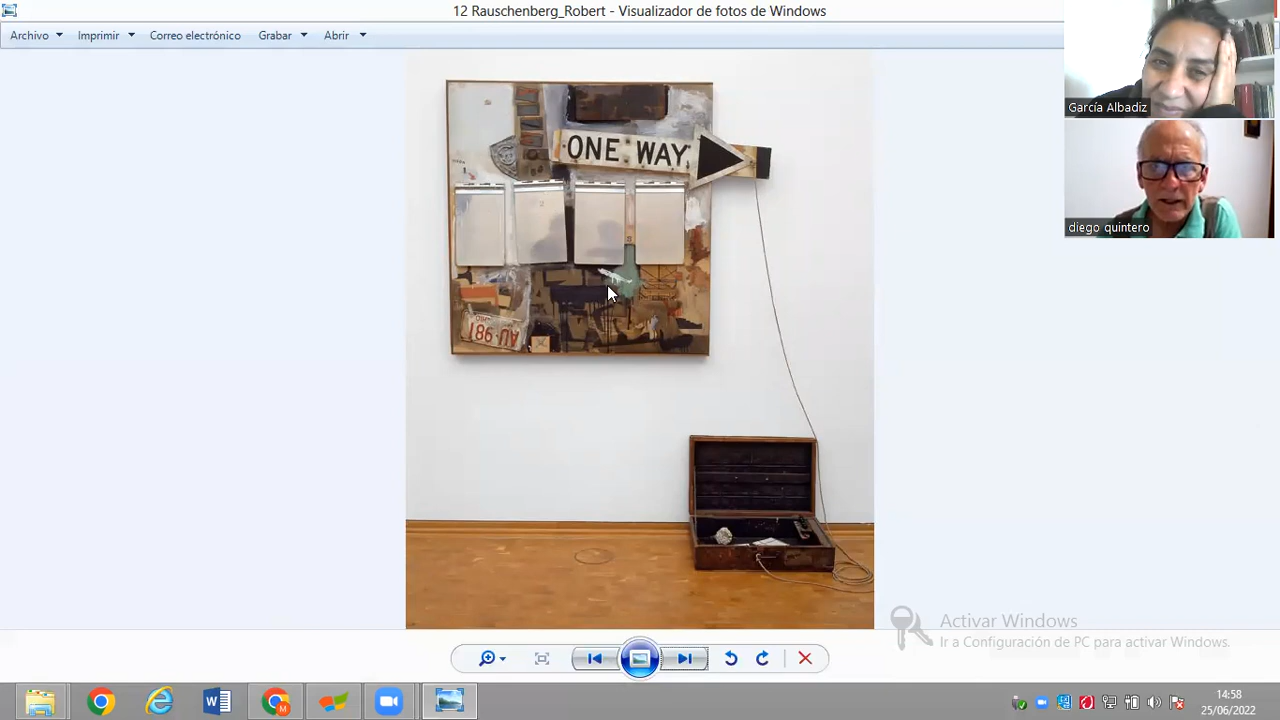 12 Rauschenberg_Robert - Visualizador de fotos de Windows
Archivo Imprimir Correo electrónico Grabar Abrir
García Albadiz
diego quintero
ONE WAY
Activar Windows
Ir a Configuración de PC para activar Windows.
14:58
25/06/2022